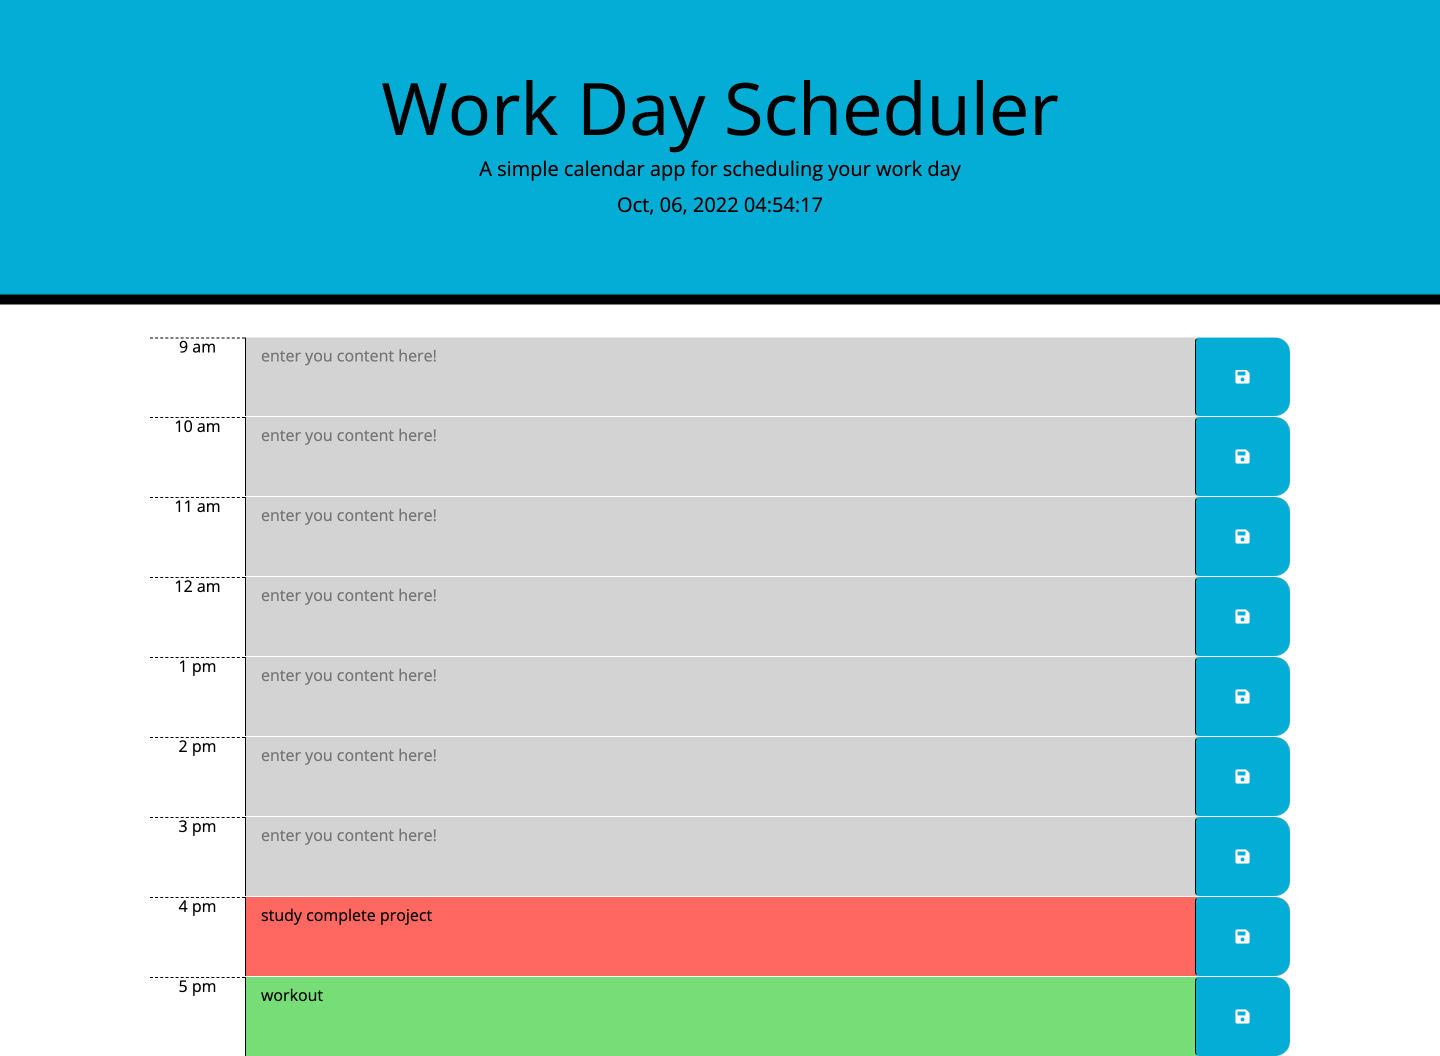 Work Day Scheduler
A simple calendar app for scheduling your work day
Oct, 06, 2022 04:54:17
9 am
enter you content here!
10 am
enter you content here!
11 am
enter you content here!
12 am
enter you content here!
1 pm
enter you content here!
2 pm
enter you content here!
3 pm
enter you content here!
4 pm
study complete project
5 pm
workout